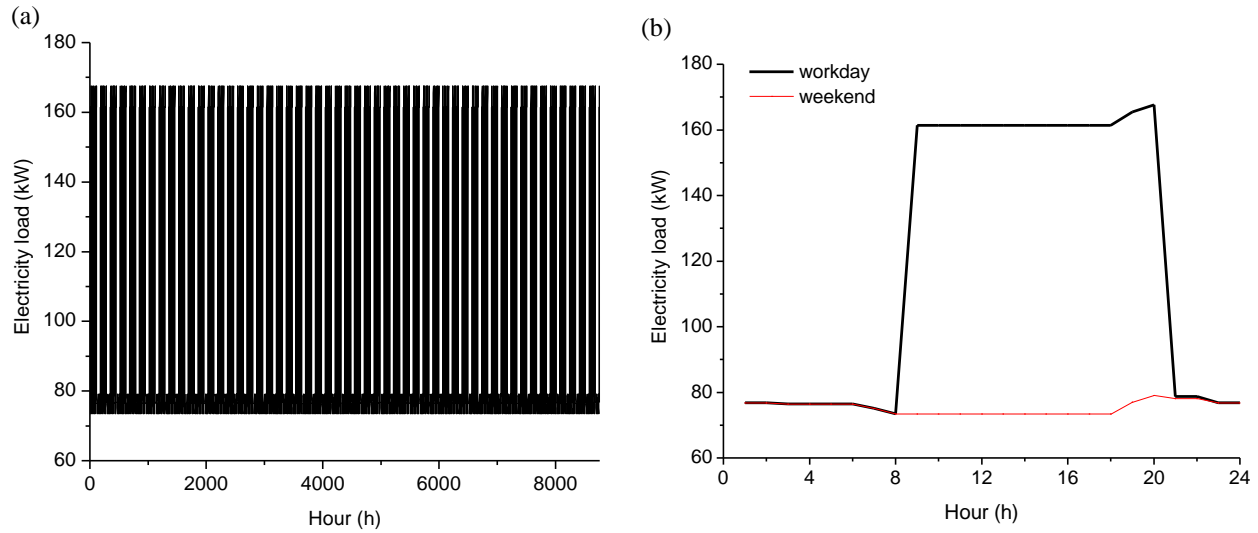 (a)
180
160
140
120
100
80
60
Electricity load (kW)
0 2000 4000 6000 8000
Hour (h)
(b)
workday
weekend
180
160
140
120
100
80
60
Electricity load (kW)
0 4 8 12 16 20 24
Hour (h)